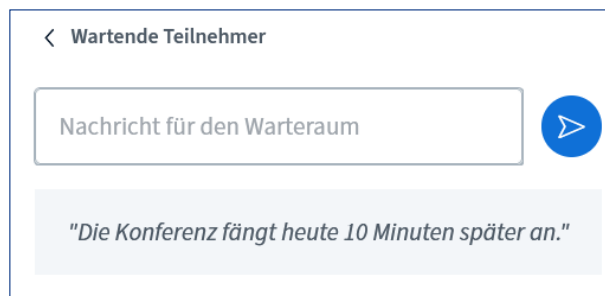 Wartende Teilnehmer
Nachricht für den Warteraum
"Die Konferenz fängt heute 10 Minuten später an."